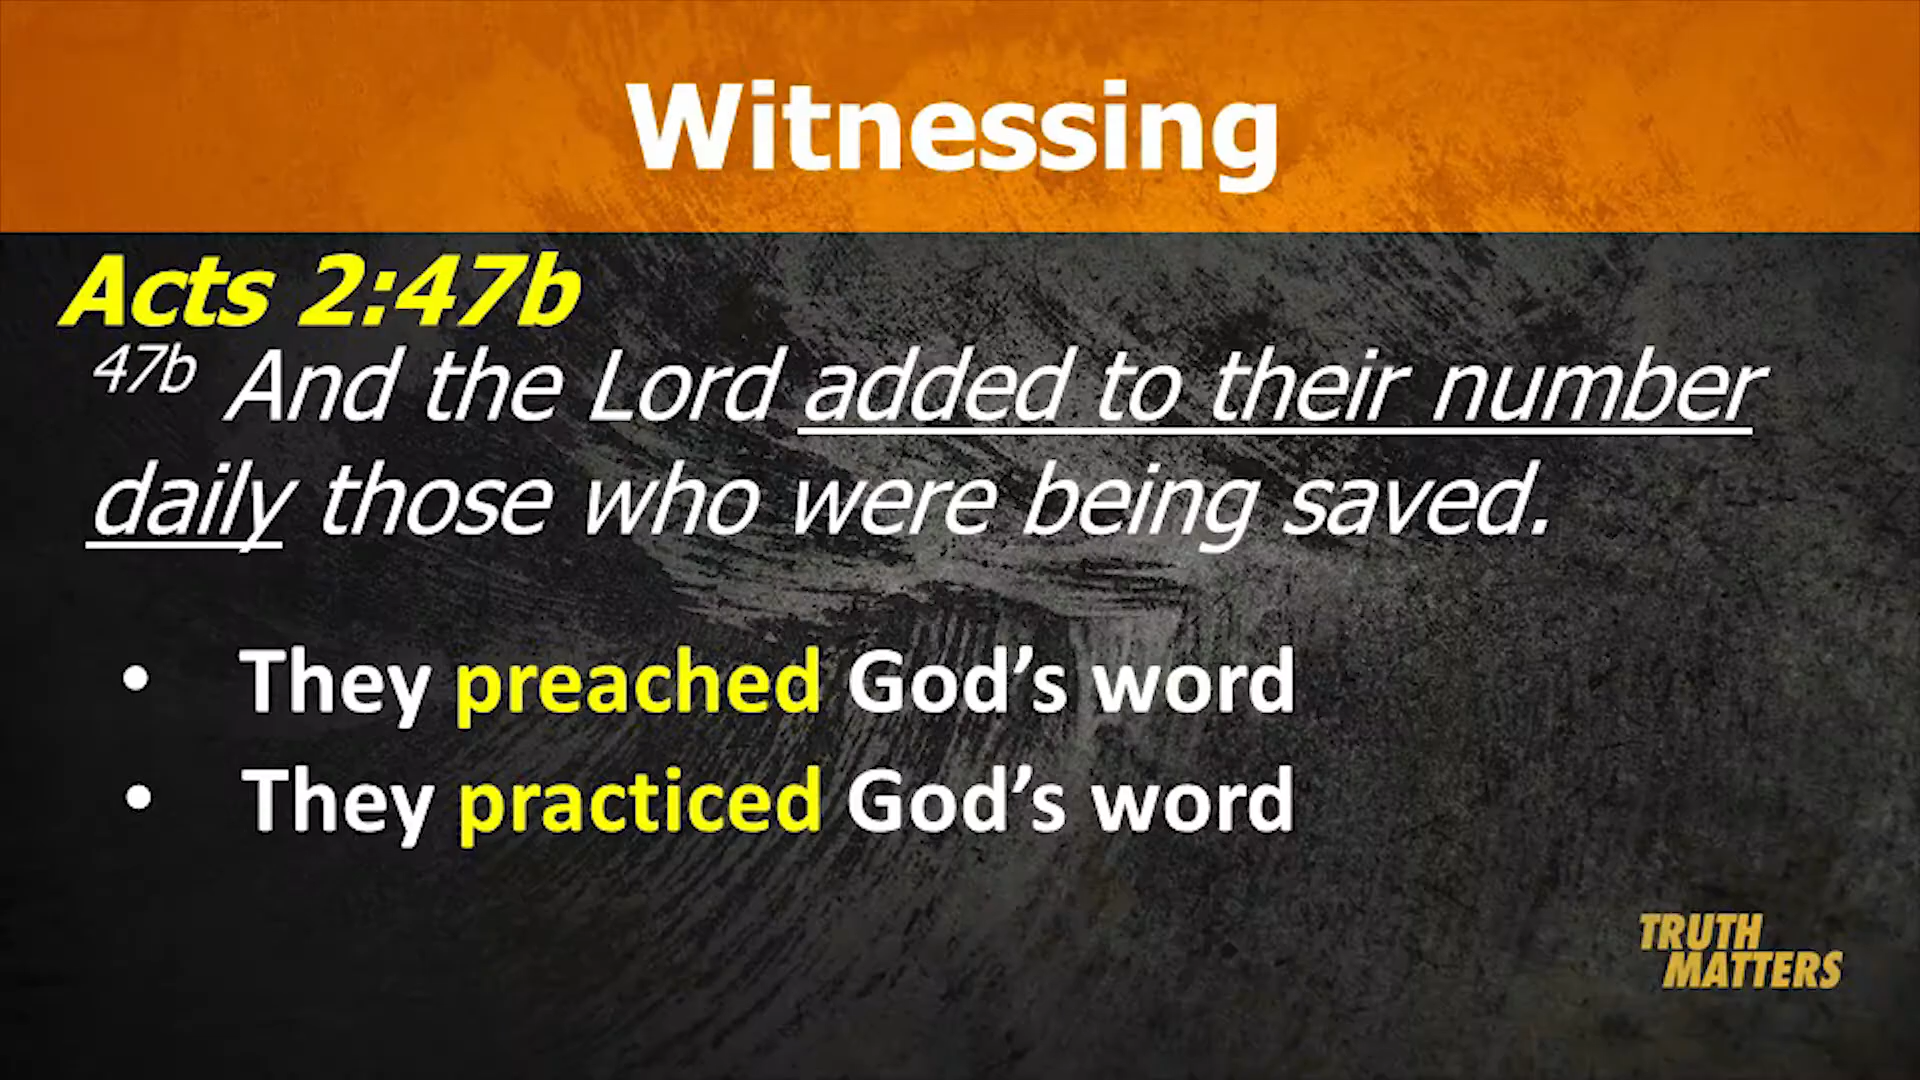 Witnessing
Acts 2:47b
47b And the Lord added to their number
daily those who were being saved.
• They preached God’s word
• They practiced God’s word
TRUTH
MATTERS